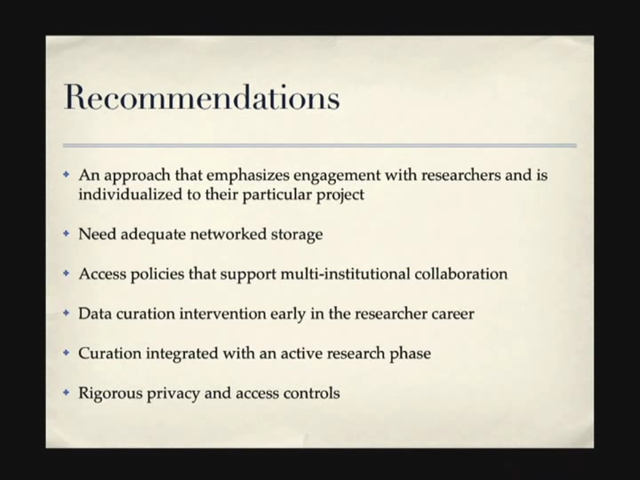 Recommendations
An approach that emphasizes engagement with researchers and is
individualized to their particular project
Need adequate networked storage
Access policies that support multi-institutional collaboration
Data curation intervention early in the researcher career
Curation integrated with an active research phase
Rigorous privacy and access controls